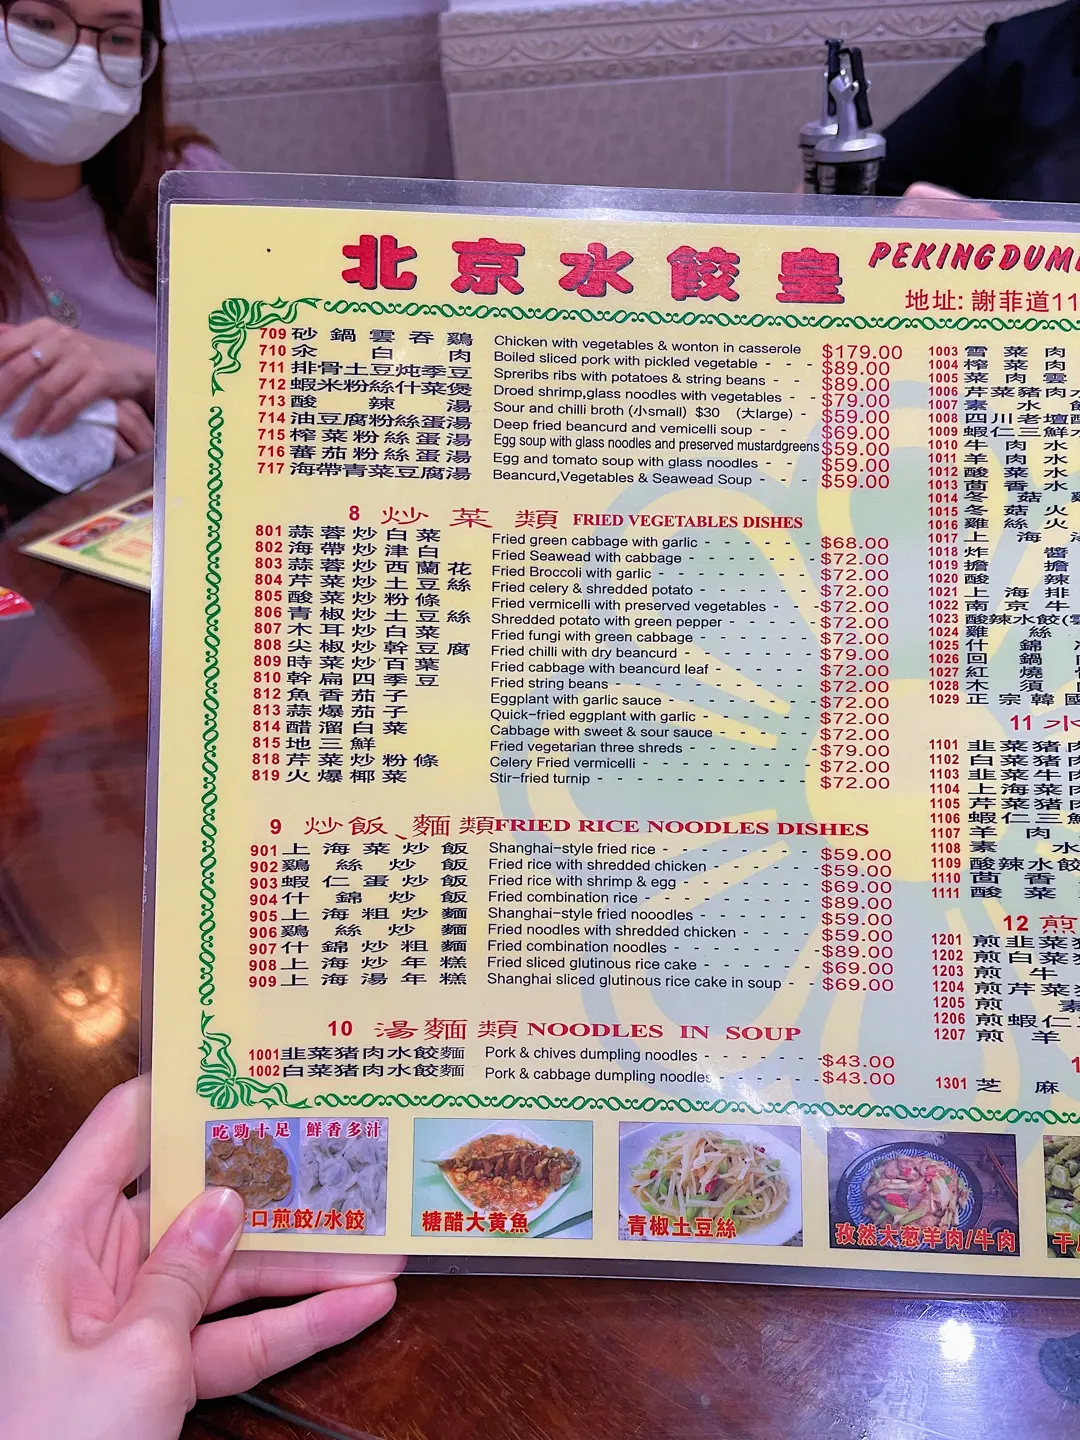 北京水餃皇 PEKING DUM
地址: 謝菲道11
709 砂鍋雲吞鷄 Chicken with vegetables & wonton in casserole $179.00
710 汆白肉 Boiled sliced pork with pickled vegetable - - - $89.00
711 排骨土豆炖季豆 Spreribs ribs with potatoes & string beans - - $89.00
712 蝦米粉絲什菜煲 Droed shrimp,glass noodles with vegetables - - $79.00
713 酸辣湯 Sour and chilli broth (小small) $30 (大large) - $59.00
714 油豆腐粉絲蛋湯 Deep fried beancurd and vemicelli soup - - - $69.00
715 榨菜粉絲蛋湯 Egg soup with glass noodles and preserved mustardgreens $59.00
716 蕃茄粉絲蛋湯 Egg and tomato soup with glass noodles - - $59.00
717 海帶青菜豆腐湯 Beancurd,Vegetables & Seawead Soup - - - $59.00
8 炒菜類 FRIED VEGETABLES DISHES
801 蒜蓉炒白菜 Fried green cabbage with garlic - - - - - - $68.00
802 海帶炒津白 Fried Seawead with cabbage - - - - - - $72.00
803 蒜蓉炒西蘭花 Fried Broccoli with garlic - - - - - - - $72.00
804 芹菜炒土豆絲 Fried celery & shredded potato - - - - - $72.00
805 酸菜炒粉條 Fried vermicelli with preserved vegetables - - $72.00
806 青椒炒土豆絲 Shredded potato with green pepper - - - - $72.00
807 木耳炒白菜 Fried fungi with green cabbage - - - - - $72.00
808 尖椒炒幹豆腐 Fried chilli with dry beancurd - - - - - - $79.00
809 時菜炒百葉 Fried cabbage with beancurd leaf - - - - $72.00
810 幹扁四季豆 Fried string beans - - - - - - - - $72.00
812 魚香茄子 Eggplant with garlic sauce - - - - - - $72.00
813 蒜爆茄子 Quick-fried eggplant with garlic - - - - - $72.00
814 醋溜白菜 Cabbage with sweet & sour sauce - - - - $72.00
815 地三鮮 Fried vegetarian three shreds - - - - - - $79.00
818 芹菜炒粉條 Celery Fried vermicelli - - - - - - - $72.00
819 火爆椰菜 Stir-fried turnip - - - - - - - - - $72.00
9 炒飯、麵類 FRIED RICE NOODLES DISHES
901 上海菜炒飯 Shanghai-style fried rice - - - - - - - $59.00
902 鷄絲炒飯 Fried rice with shredded chicken - - - - - $59.00
903 蝦仁蛋炒飯 Fried rice with shrimp & egg - - - - - - $69.00
904 什錦炒飯 Fried combination rice - - - - - - - $89.00
905 上海粗炒麵 Shanghai-style fried nooodles - - - - - - $59.00
906 鷄絲炒麵 Fried noodles with shredded chicken - - - - $59.00
907 什錦炒粗麵 Fried combination noodles - - - - - - - $89.00
908 上海炒年糕 Fried sliced glutinous rice cake - - - - - $69.00
909 上海湯年糕 Shanghai sliced glutinous rice cake in soup - - $69.00
10 湯麵類 NOODLES IN SOUP
1001 韭菜猪肉水餃麵 Pork & chives dumpling noodles - - - - - - $43.00
1002 白菜猪肉水餃麵 Pork & cabbage dumpling noodles - - - - - $43.00
1003 雪菜肉
1004 榨菜肉
1005 菜肉雲
1006 芹菜豬肉水
1007 素水餃
1008 四川老壇酸
1009 蝦仁三鮮水
1010 牛肉水
1011 羊肉水
1012 酸菜水
1013 茴香水
1014 冬菇雞
1015 冬菇火
1016 雞絲火
1017 上海湯
1018 炸醬
1019 擔擔
1020 酸辣
1021 上海排
1022 南京牛
1023 酸辣水餃(雲
1024 雞絲
1025 什錦
1026 回鍋
1027 紅燒
1028 木須
1029 正宗韓國
11 水
1101 韭菜猪肉
1102 白菜猪肉
1103 韭菜牛肉
1104 上海菜肉
1105 芹菜猪肉
1106 蝦仁三鮮
1107 羊肉
1108 素水
1109 酸辣水餃
1110 茴香
1111 酸菜
12 煎
1201 煎韭菜猪
1202 煎白菜猪
1203 煎牛
1204 煎芹菜猪
1205 煎素
1206 煎蝦仁三
1207 煎羊
1301 芝麻
吃勁十足 鮮香多汁
口煎餃/水餃
糖醋大黄魚
青椒土豆絲
孜然大葱羊肉/牛肉
干